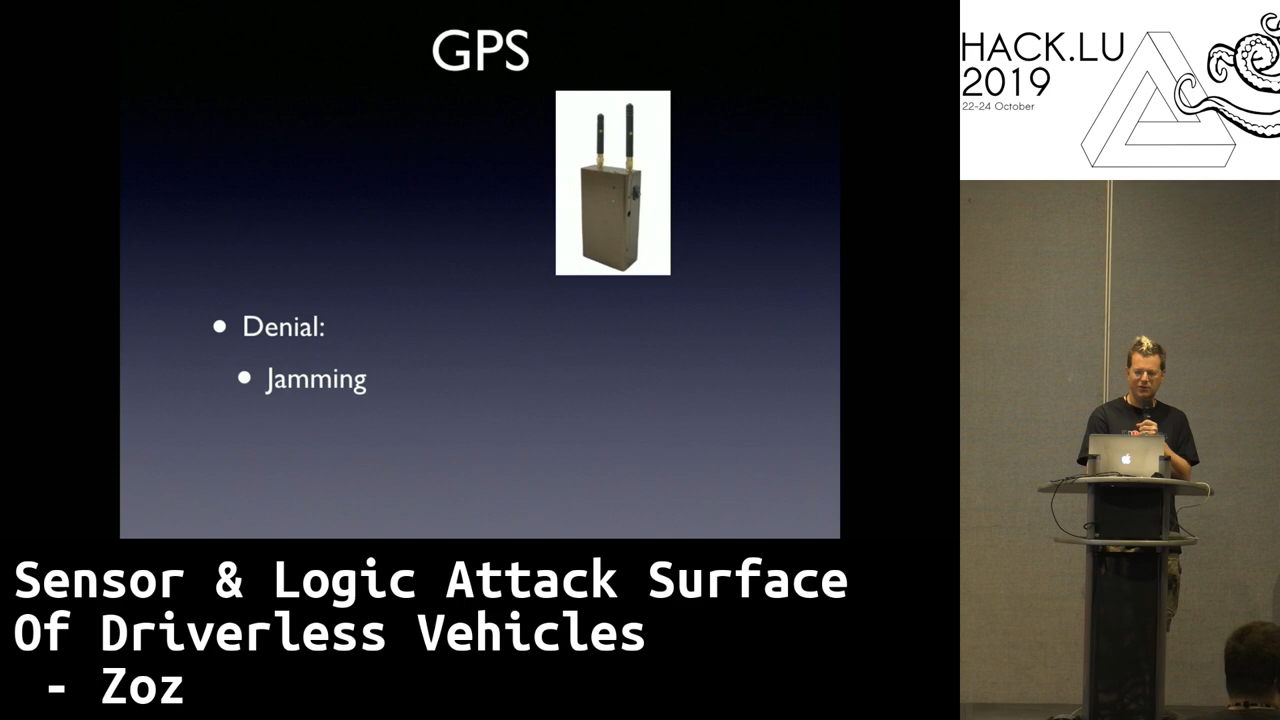 GPS
Denial:
Jamming
HACK.LU
2019
22-24 October
Sensor & Logic Attack Surface
Of Driverless Vehicles
- Zoz